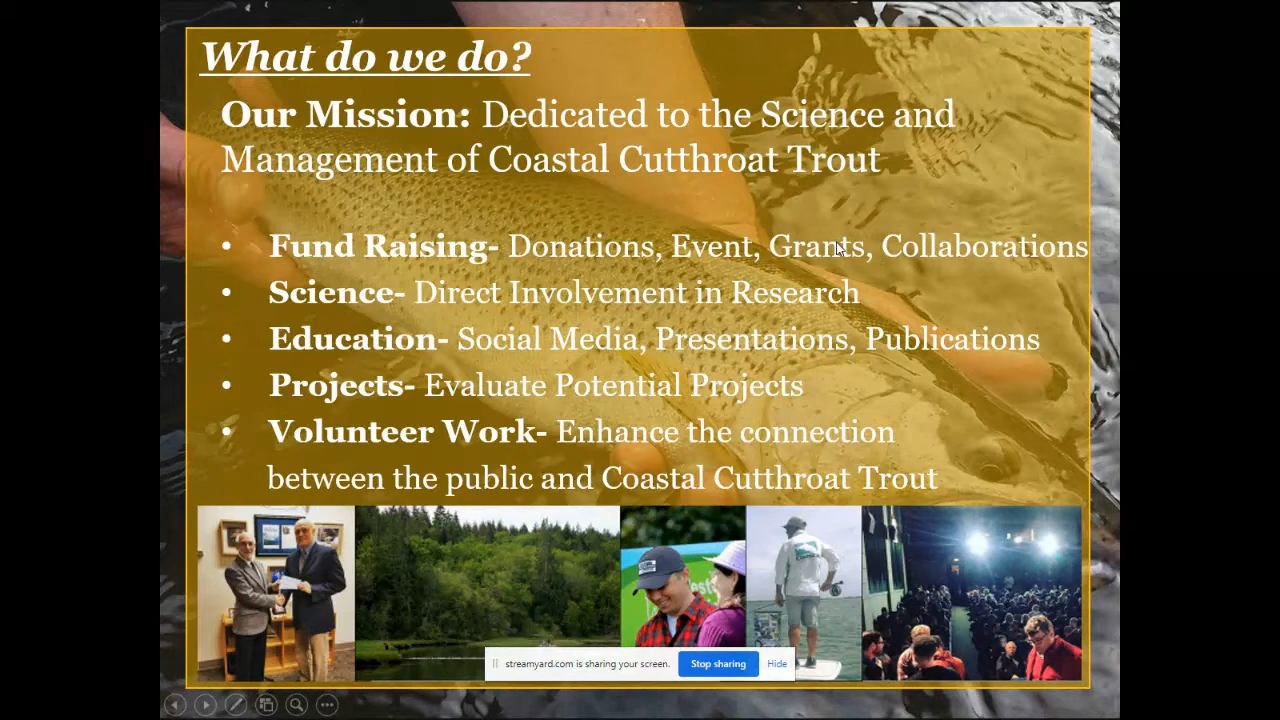 What do we do?
Our Mission: Dedicated to the Science and
Management of Coastal Cutthroat Trout
• Fund Raising- Donations, Event, Grants, Collaborations
• Science- Direct Involvement in Research
• Education- Social Media, Presentations, Publications
• Projects- Evaluate Potential Projects
• Volunteer Work- Enhance the connection
between the public and Coastal Cutthroat Trout
streamyard.com is sharing your screen. Stop sharing Hide